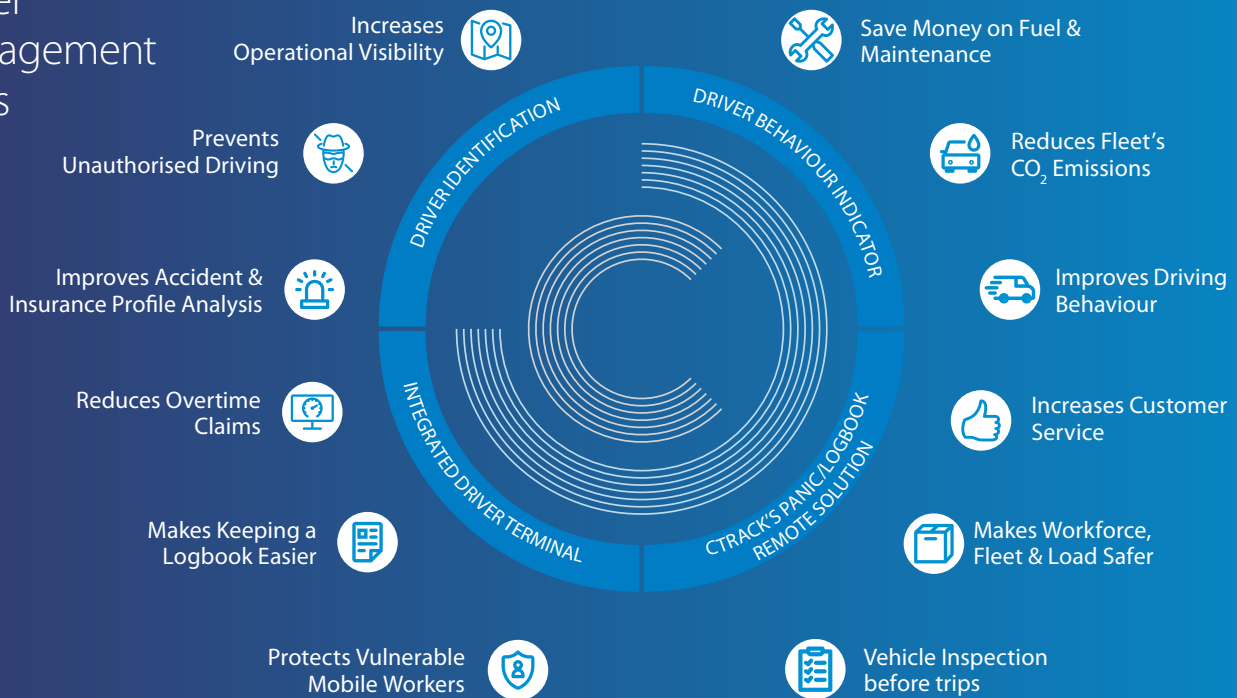 agement
Increases
Operational Visibility
Prevents
Unauthorised Driving
Improves Accident &
Insurance Profile Analysis
Reduces Overtime
Claims
Makes Keeping a
Logbook Easier
Protects Vulnerable
Mobile Workers
DRIVER IDENTIFICATION
DRIVER BEHAVIOUR INDICATOR
INTEGRATED DRIVER TERMINAL
CTRACK'S PANIC/LOGBOOK
REMOTE SOLUTION
Save Money on Fuel &
Maintenance
Reduces Fleet's
CO₂ Emissions
Improves Driving
Behaviour
Increases Customer
Service
Makes Workforce,
Fleet & Load Safer
Vehicle Inspection
before trips